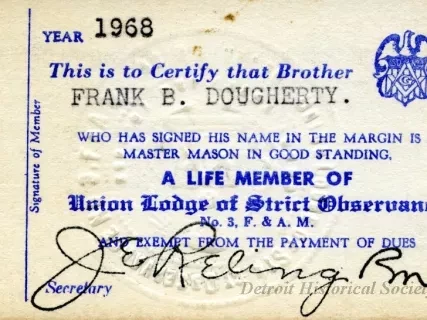 YEAR 1968
This is to Certify that Brother
FRANK B. DOUGHERTY.
WHO HAS SIGNED HIS NAME IN THE MARGIN IS
MASTER MASON IN GOOD STANDING,
A LIFE MEMBER OF
Union Lodge of Strict Observan
No. 3, F. & A. M.
AND EXEMPT FROM THE PAYMENT OF DUES
Secretary
Signature of Member
G
Detroit Historical Society